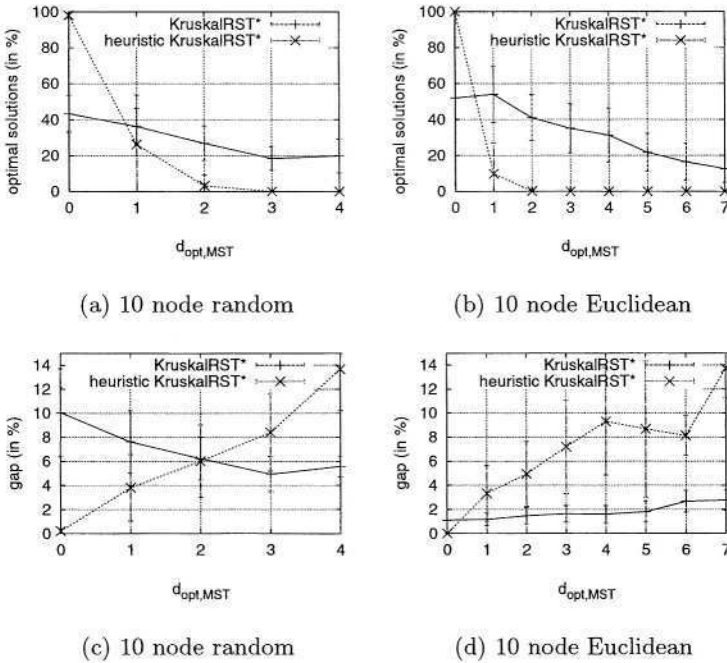 100
80
60
40
20
0
optimal solutions (in %)
KruskalRST*
heuristic KruskalRST*
0 1 2 3 4
d_opt,MST
(a) 10 node random
100
80
60
40
20
0
optimal solutions (in %)
KruskalRST*
heuristic KruskalRST*
0 1 2 3 4 5 6 7
d_opt,MST
(b) 10 node Euclidean
14
12
10
8
6
4
2
0
gap (in %)
KruskalRST*
heuristic KruskalRST*
0 1 2 3 4
d_opt,MST
(c) 10 node random
14
12
10
8
6
4
2
0
gap (in %)
KruskalRST*
heuristic KruskalRST*
0 1 2 3 4 5 6 7
d_opt,MST
(d) 10 node Euclidean